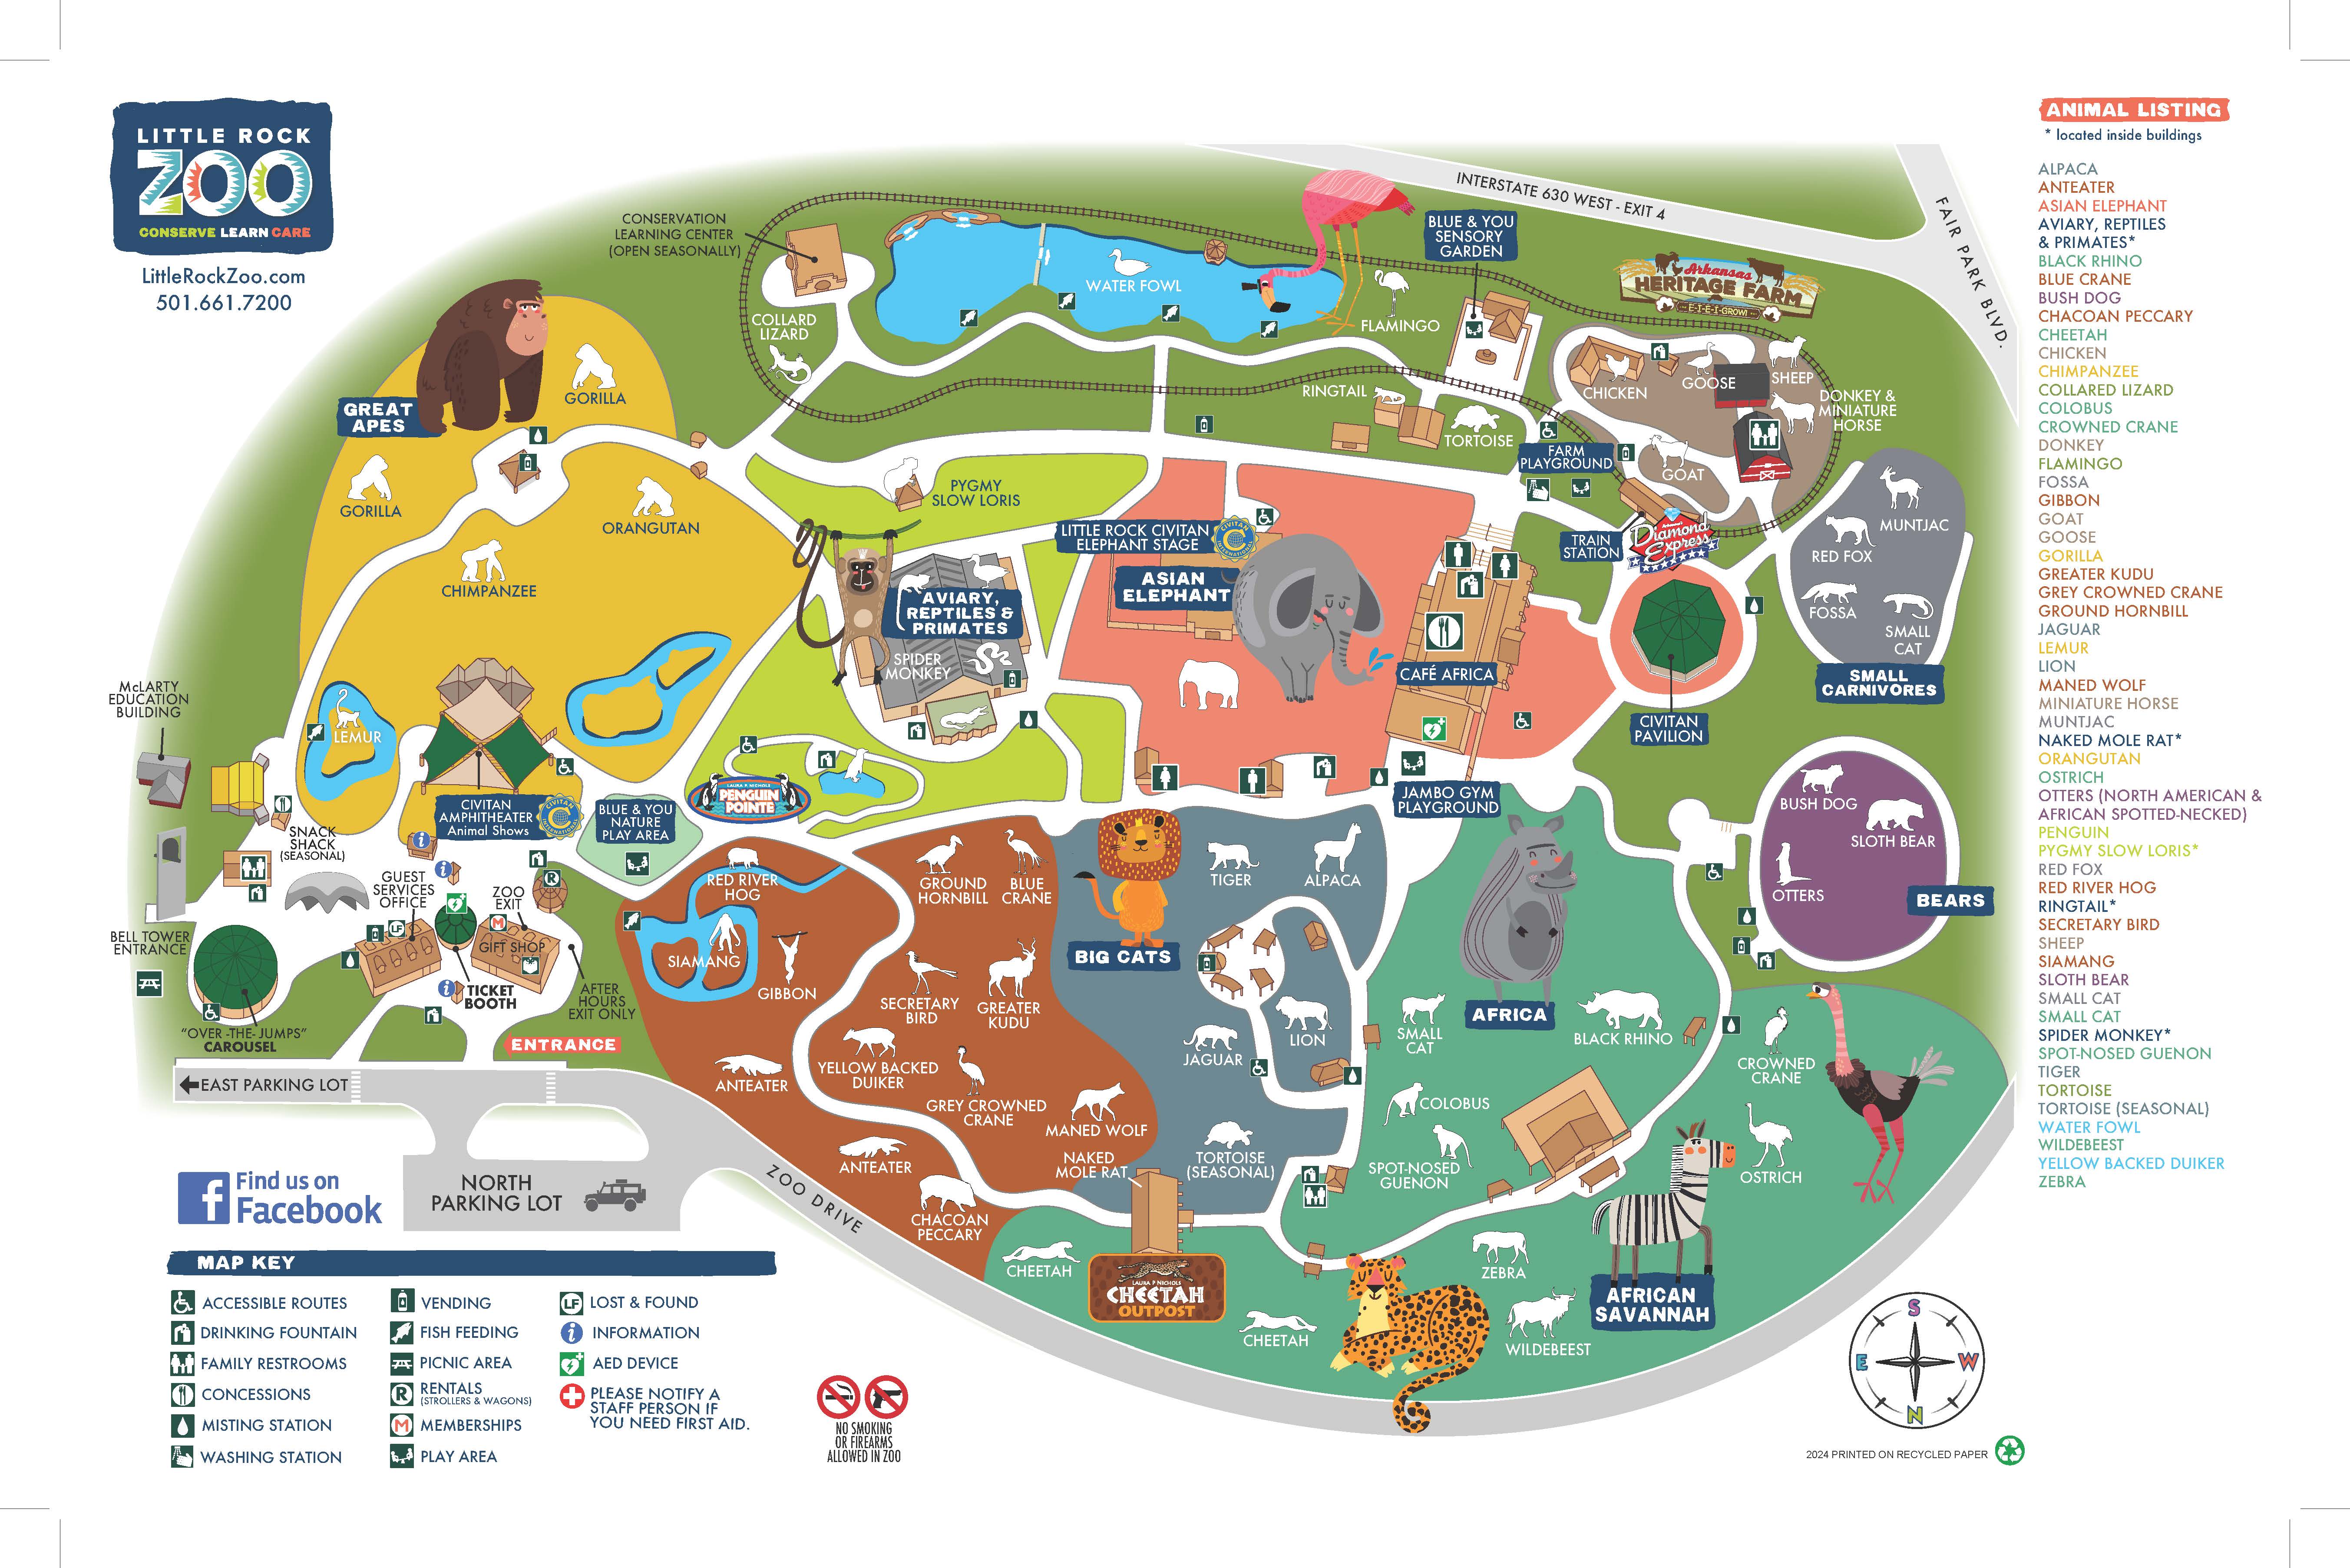 LITTLE ROCK
ZOO
CONSERVE LEARN CARE
LittleRockZoo.com
501.661.7200
INTERSTATE 630 WEST - EXIT 4
FAIR PARK BLVD.
CONSERVATION
LEARNING CENTER
(OPEN SEASONALLY)
COLLARD
LIZARD
WATER FOWL
FLAMINGO
BLUE & YOU
SENSORY
GARDEN
Arkansas
HERITAGE FARM
E-I-E-I-GROW!
CHICKEN
GOOSE
SHEEP
DONKEY &
MINIATURE
HORSE
GOAT
RINGTAIL
TORTOISE
FARM
PLAYGROUND
GREAT
APES
GORILLA
GORILLA
ORANGUTAN
CHIMPANZEE
PYGMY
SLOW LORIS
LITTLE ROCK CIVITAN
ELEPHANT STAGE
CIVITAN
INTERNATIONAL
ASIAN
ELEPHANT
TRAIN
STATION
Arkansas
Diamond
Express
MUNTJAC
RED FOX
FOSSA
SMALL
CAT
SMALL
CARNIVORES
AVIARY,
REPTILES &
PRIMATES
SPIDER
MONKEY
CAFÉ AFRICA
CIVITAN
PAVILION
McLARTY
EDUCATION
BUILDING
LEMUR
CIVITAN
AMPHITHEATER
Animal Shows
CIVITAN
INTERNATIONAL
BLUE & YOU
NATURE
PLAY AREA
LAURA P NICHOLS
PENGUIN
POINTE
JAMBO GYM
PLAYGROUND
BUSH DOG
SLOTH BEAR
OTTERS
BEARS
SNACK
SHACK
(SEASONAL)
GUEST
SERVICES
OFFICE
ZOO
EXIT
R
LF
M
GIFT SHOP
BELL TOWER
ENTRANCE
TICKET
BOOTH
AFTER
HOURS
EXIT ONLY
"OVER-THE-JUMPS"
CAROUSEL
ENTRANCE
RED RIVER
HOG
SIAMANG
GIBBON
GROUND
HORNBILL
BLUE
CRANE
SECRETARY
BIRD
GREATER
KUDU
ANTEATER
YELLOW BACKED
DUIKER
GREY CROWNED
CRANE
MANED WOLF
ANTEATER
CHACOAN
PECCARY
NAKED
MOLE RAT
TIGER
ALPACA
BIG CATS
JAGUAR
LION
TORTOISE
(SEASONAL)
AFRICA
SMALL
CAT
BLACK RHINO
CROWNED
CRANE
COLOBUS
SPOT-NOSED
GUENON
OSTRICH
CHEETAH
LAURA P NICHOLS
CHEETAH
OUTPOST
CHEETAH
ZEBRA
WILDEBEEST
AFRICAN
SAVANNAH
EAST PARKING LOT
NORTH
PARKING LOT
ZOO DRIVE
f
Find us on
Facebook
MAP KEY
ACCESSIBLE ROUTES
DRINKING FOUNTAIN
FAMILY RESTROOMS
CONCESSIONS
MISTING STATION
WASHING STATION
VENDING
FISH FEEDING
PICNIC AREA
R RENTALS
(STROLLERS & WAGONS)
M MEMBERSHIPS
PLAY AREA
LF LOST & FOUND
i INFORMATION
AED DEVICE
PLEASE NOTIFY A
STAFF PERSON IF
YOU NEED FIRST AID.
NO SMOKING
OR FIREARMS
ALLOWED IN ZOO
S
E W
N
2024 PRINTED ON RECYCLED PAPER
ANIMAL LISTING
* located inside buildings
ALPACA
ANTEATER
ASIAN ELEPHANT
AVIARY, REPTILES
& PRIMATES*
BLACK RHINO
BLUE CRANE
BUSH DOG
CHACOAN PECCARY
CHEETAH
CHICKEN
CHIMPANZEE
COLLARED LIZARD
COLOBUS
CROWNED CRANE
DONKEY
FLAMINGO
FOSSA
GIBBON
GOAT
GOOSE
GORILLA
GREATER KUDU
GREY CROWNED CRANE
GROUND HORNBILL
JAGUAR
LEMUR
LION
MANED WOLF
MINIATURE HORSE
MUNTJAC
NAKED MOLE RAT*
ORANGUTAN
OSTRICH
OTTERS (NORTH AMERICAN &
AFRICAN SPOTTED-NECKED)
PENGUIN
PYGMY SLOW LORIS*
RED FOX
RED RIVER HOG
RINGTAIL*
SECRETARY BIRD
SHEEP
SIAMANG
SLOTH BEAR
SMALL CAT
SMALL CAT
SPIDER MONKEY*
SPOT-NOSED GUENON
TIGER
TORTOISE
TORTOISE (SEASONAL)
WATER FOWL
WILDEBEEST
YELLOW BACKED DUIKER
ZEBRA